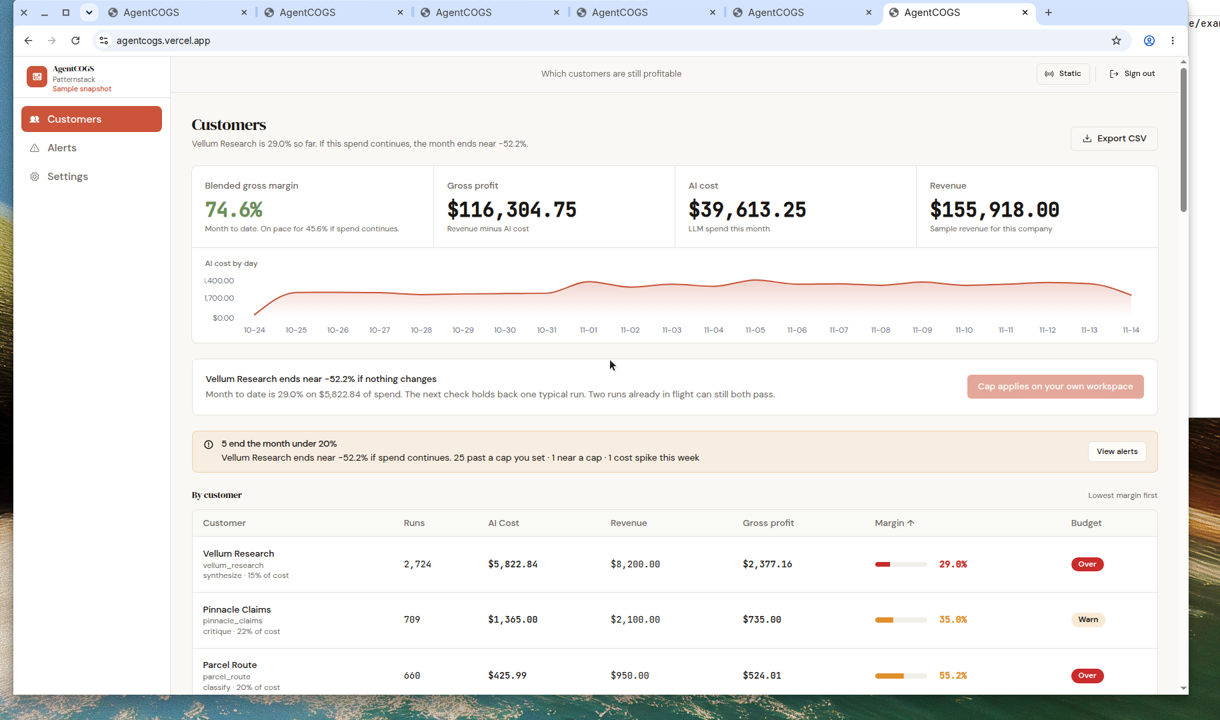 AgentCOGS
AgentCOGS
AgentCOGS
AgentCOGS
AgentCOGS
AgentCOGS
agentcogs.vercel.app
AgentCOGS
Patternstack
Sample snapshot
Which customers are still profitable
Static
Sign out
Customers
Alerts
Settings
Customers
Vellum Research is 29.0% so far. If this spend continues, the month ends near -52.2%.
Export CSV
Blended gross margin
74.6%
Month to date. On pace for 45.6% if spend continues.
Gross profit
$116,304.75
Revenue minus AI cost
AI cost
$39,613.25
LLM spend this month
Revenue
$155,918.00
Sample revenue for this company
AI cost by day
,400.00
1,700.00
$0.00
10-24 10-25 10-26 10-27 10-28 10-29 10-30 10-31 11-01 11-02 11-03 11-04 11-05 11-06 11-07 11-08 11-09 11-10 11-11 11-12 11-13 11-14
Vellum Research ends near -52.2% if nothing changes
Month to date is 29.0% on $5,822.84 of spend. The next check holds back one typical run. Two runs already in flight can still both pass.
Cap applies on your own workspace
5 end the month under 20%
Vellum Research ends near -52.2% if spend continues. 25 past a cap you set · 1 near a cap · 1 cost spike this week
View alerts
By customer
Lowest margin first
Customer Runs AI Cost Revenue Gross profit Margin ↑ Budget
Vellum Research
vellum_research
synthesize · 15% of cost
2,724 $5,822.84 $8,200.00 $2,377.16 29.0% Over
Pinnacle Claims
pinnacle_claims
critique · 22% of cost
709 $1,365.00 $2,100.00 $735.00 35.0% Warn
Parcel Route
parcel_route
classify · 20% of cost
660 $425.99 $950.00 $524.01 55.2% Over